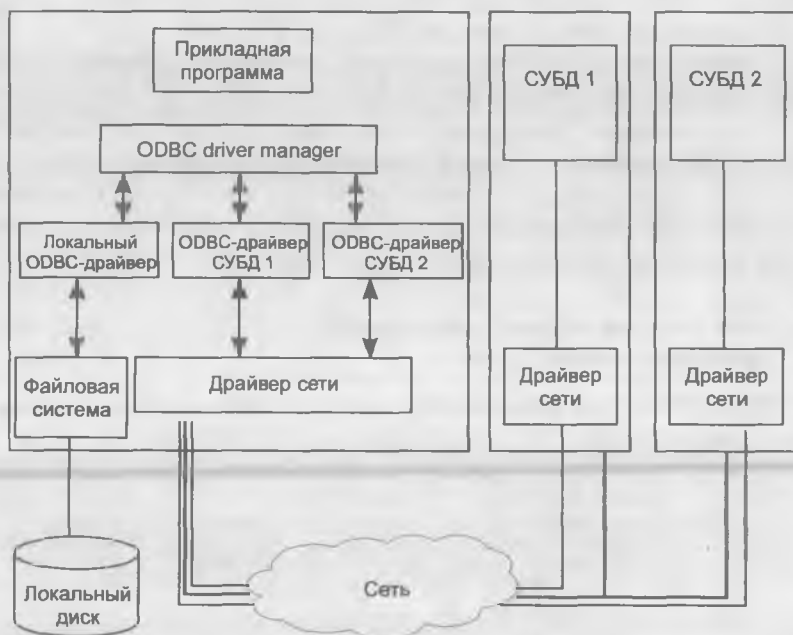 Прикладная
программа
СУБД 1
СУБД 2
ODBC driver manager
Локальный
ODBC-драйвер
ODBC-драйвер
СУБД 1
ODBC-драйвер
СУБД 2
Файловая
система
Драйвер сети
Драйвер
сети
Драйвер
сети
Локальный
диск
Сеть